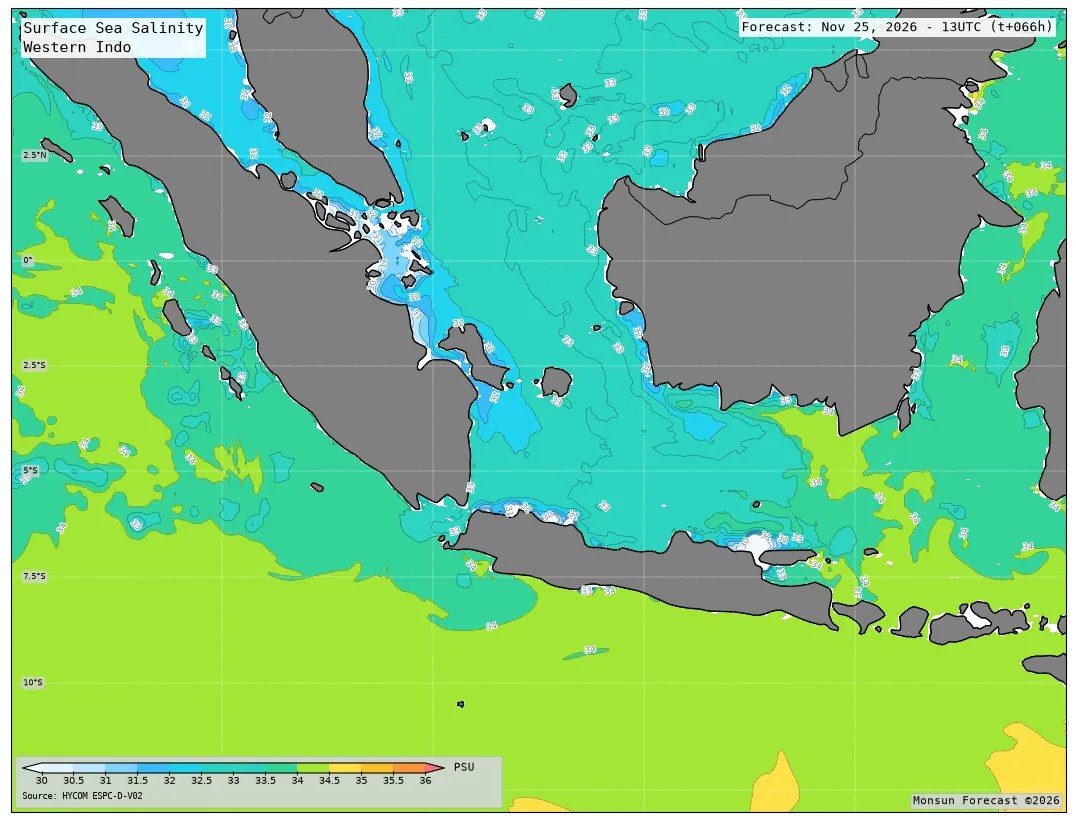 Surface Sea Salinity
Western Indo
Forecast: Nov 25, 2026 - 13UTC (t+066h)
2.5°N
0°
2.5°S
5°S
7.5°S
10°S
30 30.5 31 31.5 32 32.5 33 33.5 34 34.5 35 35.5 36 PSU
Source: HYCOM ESPC-D-V02
Monsun Forecast ©2026